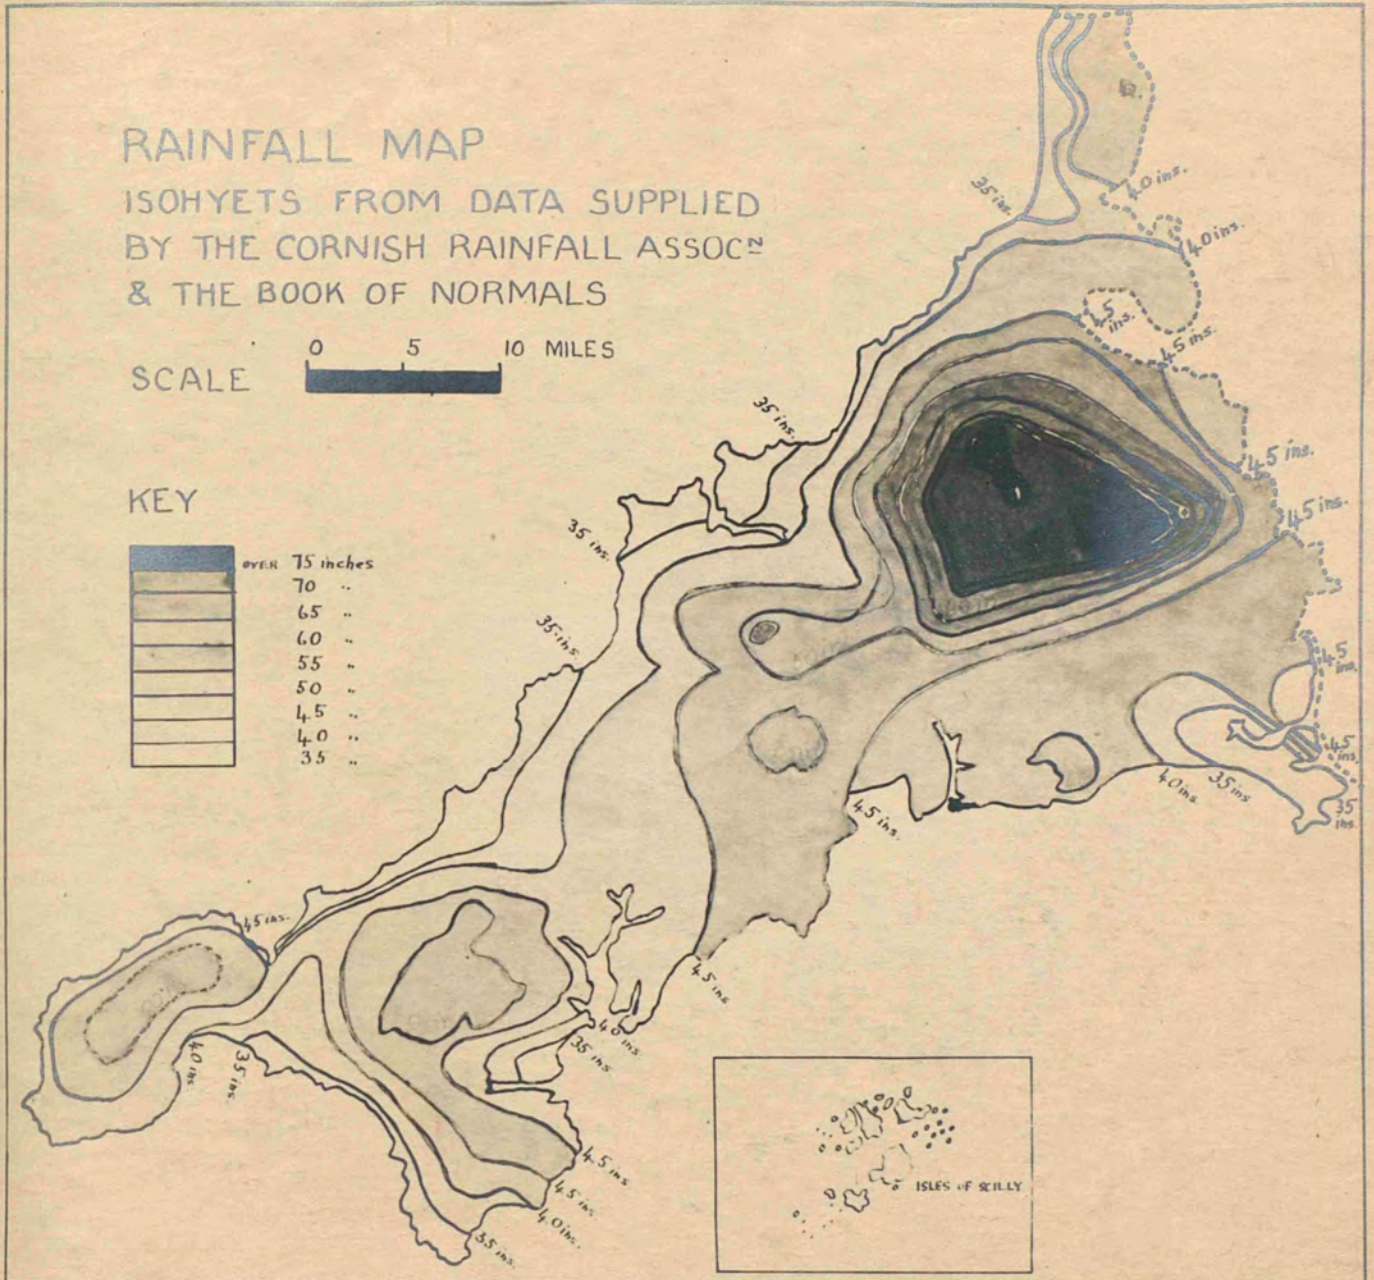 RAINFALL MAP
ISOHYETS FROM DATA SUPPLIED
BY THE CORNISH RAINFALL ASSOCN
& THE BOOK OF NORMALS
0 5 10 MILES
SCALE
KEY
OVER 75 inches
70 "
65 "
60 "
55 "
50 "
45 "
40 "
35 "
35 ins.
40 ins.
40 ins.
45 ins.
45 ins.
35 ins.
45 ins.
45 ins.
35 ins.
35 ins.
45 ins.
45 ins.
40 ins.
35 ins
35 ins.
45 ins.
45 ins.
45 ins
40 ins
35 ins.
40 ins.
35 ins.
45 ins
45 ins.
40 ins.
35 ins.
ISLES OF SCILLY